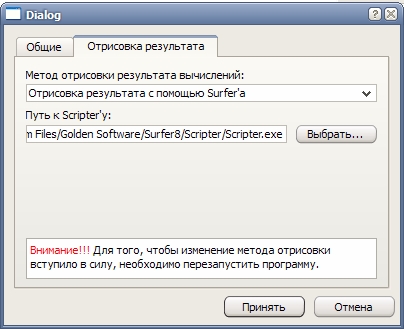 Dialog
Общие
Отрисовка результата
Метод отрисовки результата вычислений:
Отрисовка результата с помощью Surfer'а
Путь к Scripter'у:
m Files/Golden Software/Surfer8/Scripter/Scripter.exe
Выбрать...
Внимание!!! Для того, чтобы изменение метода отрисовки
вступило в силу, необходимо перезапустить программу.
Принять
Отмена